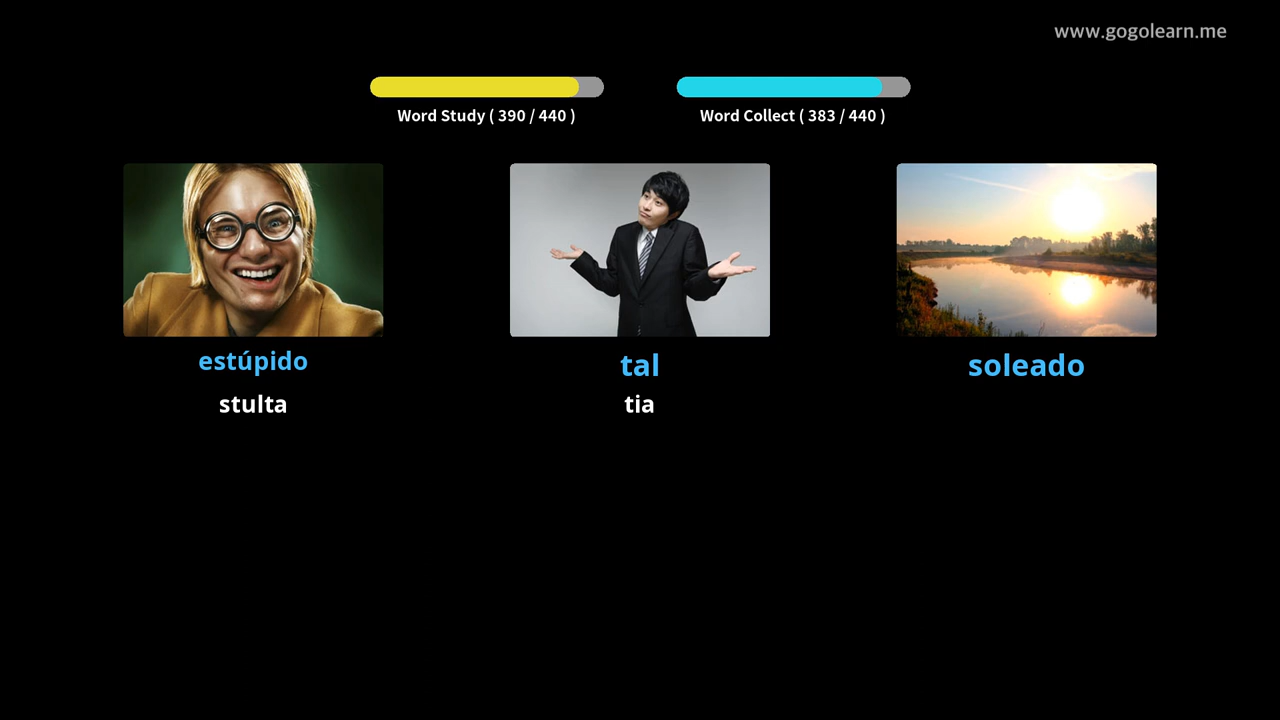 www.gogolearn.me
Word Study ( 390 / 440 )
Word Collect ( 383 / 440 )
estúpido
tal
soleado
stulta
tia